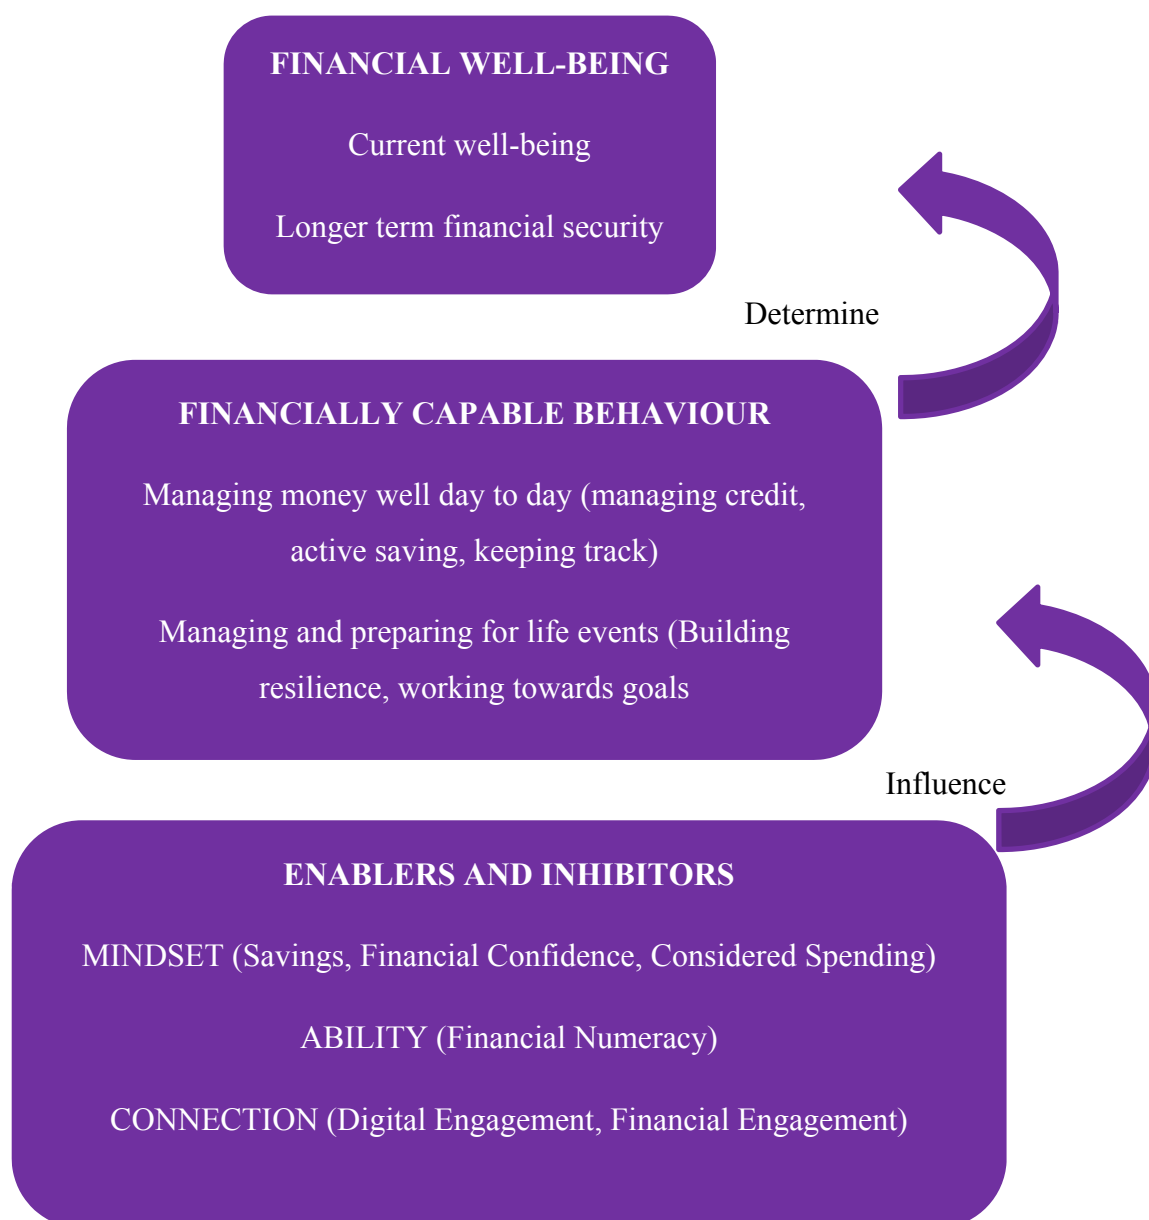 FINANCIAL WELL-BEING
Current well-being
Longer term financial security
Determine
FINANCIALLY CAPABLE BEHAVIOUR
Managing money well day to day (managing credit,
active saving, keeping track)
Managing and preparing for life events (Building
resilience, working towards goals
Influence
ENABLERS AND INHIBITORS
MINDSET (Savings, Financial Confidence, Considered Spending)
ABILITY (Financial Numeracy)
CONNECTION (Digital Engagement, Financial Engagement)